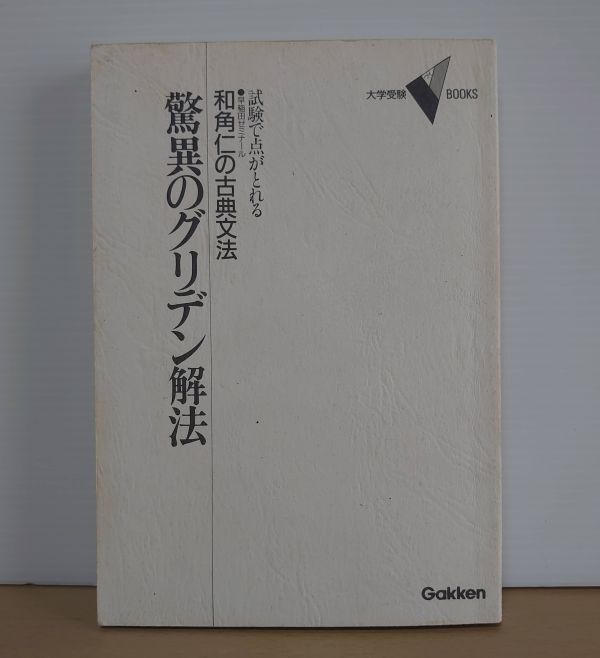 大学受験 V BOOKS
試験で点がとれる
●早稲田ゼミナール
和角仁の古典文法
驚異のグリデン解法
Gakken